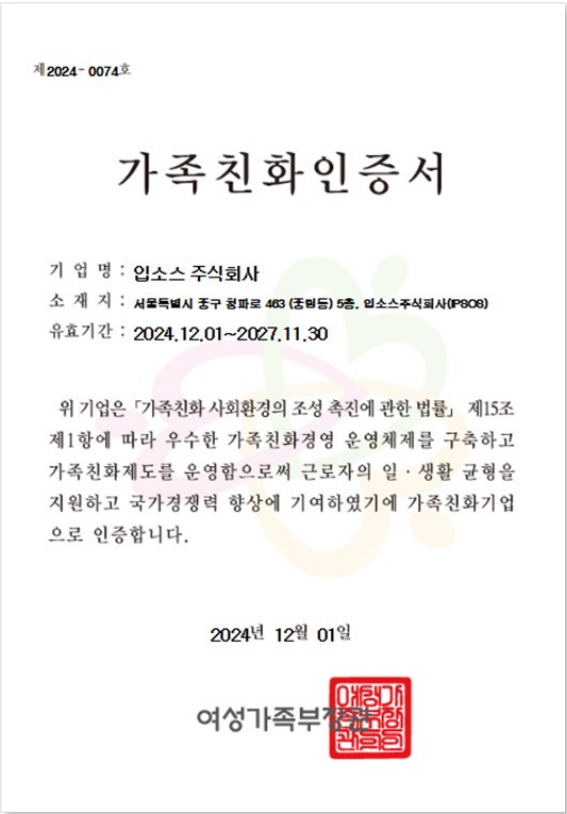 제2024- 0074호
가족친화인증서
기 업 명 : 입소스 주식회사
소 재 지 : 서울특별시 중구 청파로 463 (중림동) 5층, 입소스주식회사(IPSOS)
유효기간 : 2024.12.01~2027.11.30
위 기업은 「가족친화 사회환경의 조성 촉진에 관한 법률」 제15조
제1항에 따라 우수한 가족친화경영 운영체제를 구축하고
가족친화제도를 운영함으로써 근로자의 일 · 생활 균형을
지원하고 국가경쟁력 향상에 기여하였기에 가족친화기업
으로 인증합니다.
2024년 12월 01일
여성가족부장관